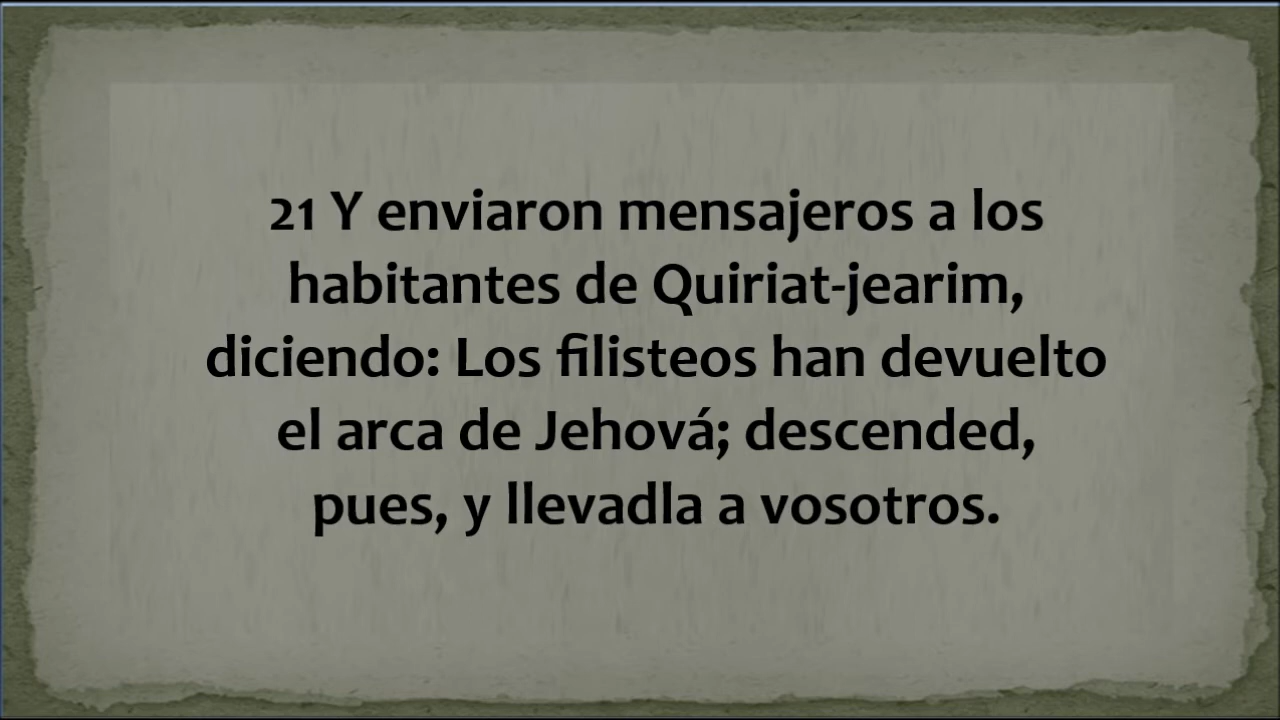 21 Y enviaron mensajeros a los
habitantes de Quiriat-jearim,
diciendo: Los filisteos han devuelto
el arca de Jehová; descended,
pues, y llevadla a vosotros.